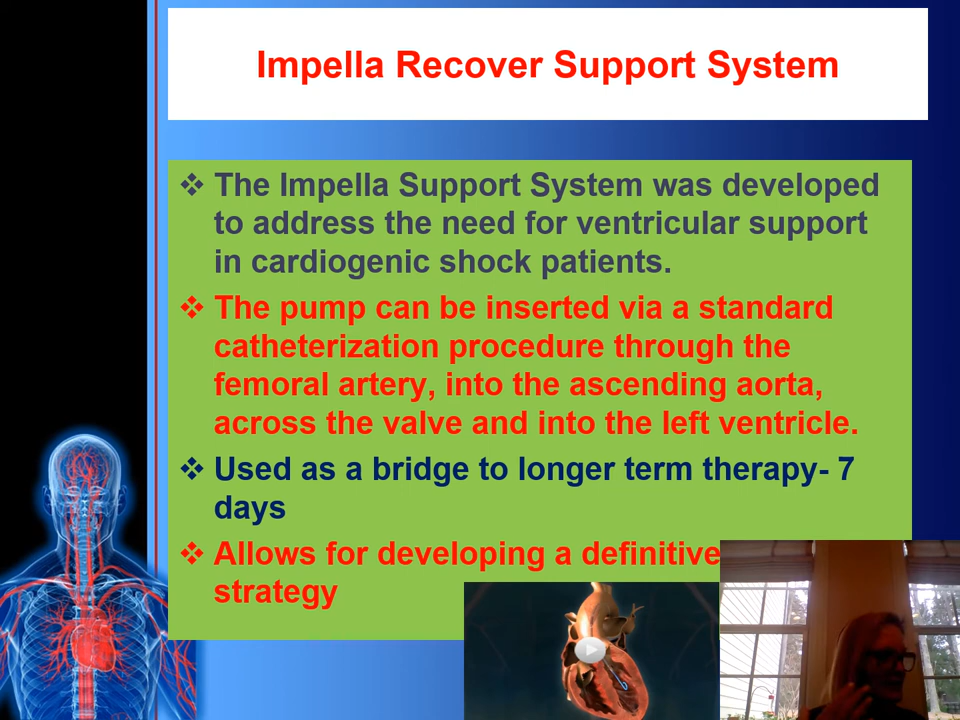 Impella Recover Support System
❖ The Impella Support System was developed
to address the need for ventricular support
in cardiogenic shock patients.
❖ The pump can be inserted via a standard
catheterization procedure through the
femoral artery, into the ascending aorta,
across the valve and into the left ventricle.
❖ Used as a bridge to longer term therapy- 7
days
❖ Allows for developing a definitive
strategy